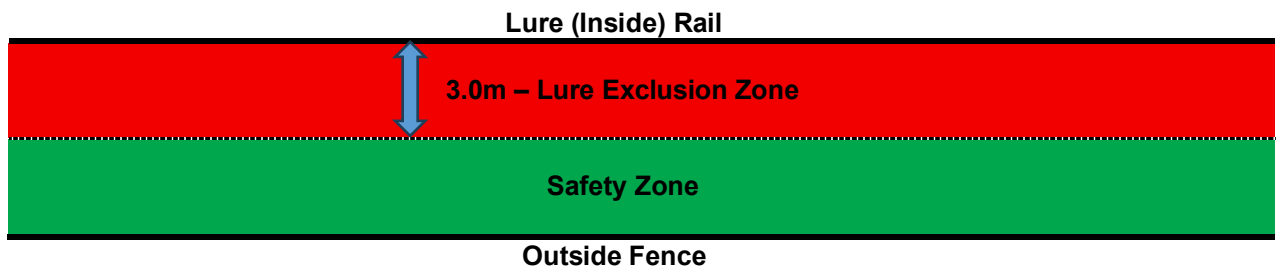 Lure (Inside) Rail
3.0m – Lure Exclusion Zone
Safety Zone
Outside Fence